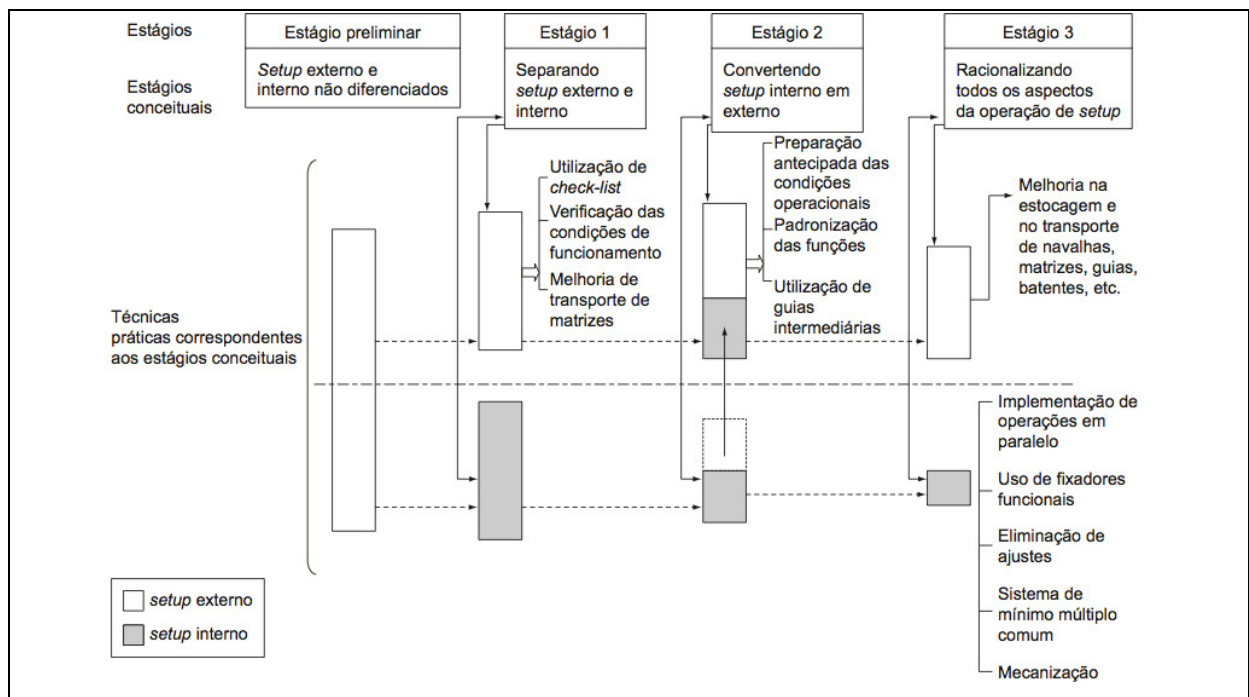 Estágios
Estágio preliminar
Estágio 1
Estágio 2
Estágio 3
Estágios
conceituais
Setup externo e
interno não diferenciados
Separando
setup externo e
interno
Convertendo
setup interno em
externo
Racionalizando
todos os aspectos
da operação de setup
Técnicas
práticas correspondentes
aos estágios conceituais
Utilização de
check-list
Verificação das
condições de
funcionamento
Melhoria de
transporte de
matrizes
Preparação
antecipada das
condições
operacionais
Padronização
das funções
Utilização de
guias
intermediárias
Melhoria na
estocagem e
no transporte
de navalhas,
matrizes, guias,
batentes, etc.
Implementação de
operações em
paralelo
Uso de fixadores
funcionais
Eliminação de
ajustes
Sistema de
mínimo múltiplo
comum
Mecanização
setup externo
setup interno